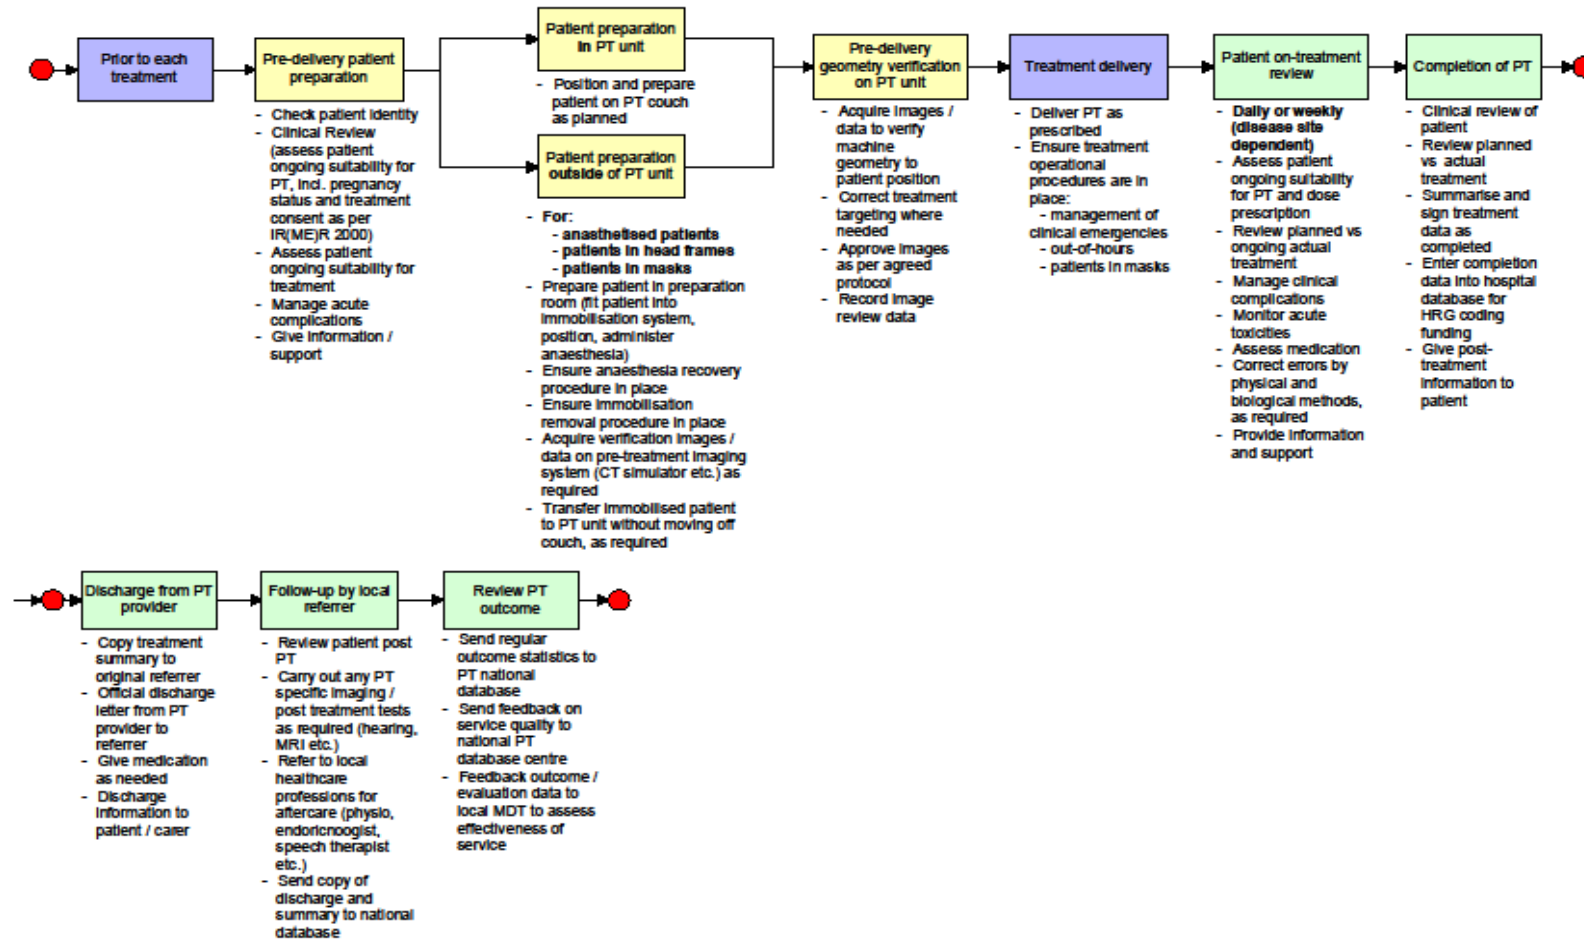 Prior to each
treatment
Pre-delivery patient
preparation
- Check patient identity
- Clinical Review
(assess patient
ongoing suitability for
PT, incl. pregnancy
status and treatment
consent as per
IR(ME)R 2000)
- Assess patient
ongoing suitability for
treatment
- Manage acute
complications
- Give information /
support
Patient preparation
in PT unit
- Position and prepare
patient on PT couch
as planned
Patient preparation
outside of PT unit
- For:
- anasthetised patients
- patients in head frames
- patients in masks
- Prepare patient in preparation
room (fit patient into
immobilisation system,
position, administer
anaesthesia)
- Ensure anaesthesia recovery
procedure in place
- Ensure immobilisation
removal procedure in place
- Acquire verification images /
data on pre-treatment imaging
system (CT simulator etc.) as
required
- Transfer immobilised patient
to PT unit without moving off
couch, as required
Pre-delivery
geometry verification
on PT unit
- Acquire images /
data to verify
machine
geometry to
patient position
- Correct treatment
targeting where
needed
- Approve images
as per agreed
protocol
- Record image
review data
Treatment delivery
- Deliver PT as
prescribed
- Ensure treatment
operational
procedures are in
place:
- management of
clinical emergencies
- out-of-hours
- patients in masks
Patient on-treatment
review
- Daily or weekly
(disease site
dependent)
- Assess patient
ongoing suitability
for PT and dose
prescription
- Review planned vs
ongoing actual
treatment
- Manage clinical
complications
- Monitor acute
toxicities
- Assess medication
- Correct errors by
physical and
biological methods,
as required
- Provide information
and support
Completion of PT
- Clinical review of
patient
- Review planned
vs actual
treatment
- Summarise and
sign treatment
data as
completed
- Enter completion
data into hospital
database for
HRG coding
funding
- Give post-
treatment
information to
patient
Discharge from PT
provider
- Copy treatment
summary to
original referrer
- Official discharge
letter from PT
provider to
referrer
- Give medication
as needed
- Discharge
information to
patient / carer
Follow-up by local
referrer
- Review patient post
PT
- Carry out any PT
specific imaging /
post treatment tests
as required (hearing,
MRI etc.)
- Refer to local
healthcare
professions for
aftercare (physio,
endoricnoogist,
speech therapist
etc.)
- Send copy of
discharge and
summary to national
database
Review PT
outcome
- Send regular
outcome statistics to
PT national
database
- Send feedback on
service quality to
national PT
database centre
- Feedback outcome /
evaluation data to
local MDT to assess
effectiveness of
service